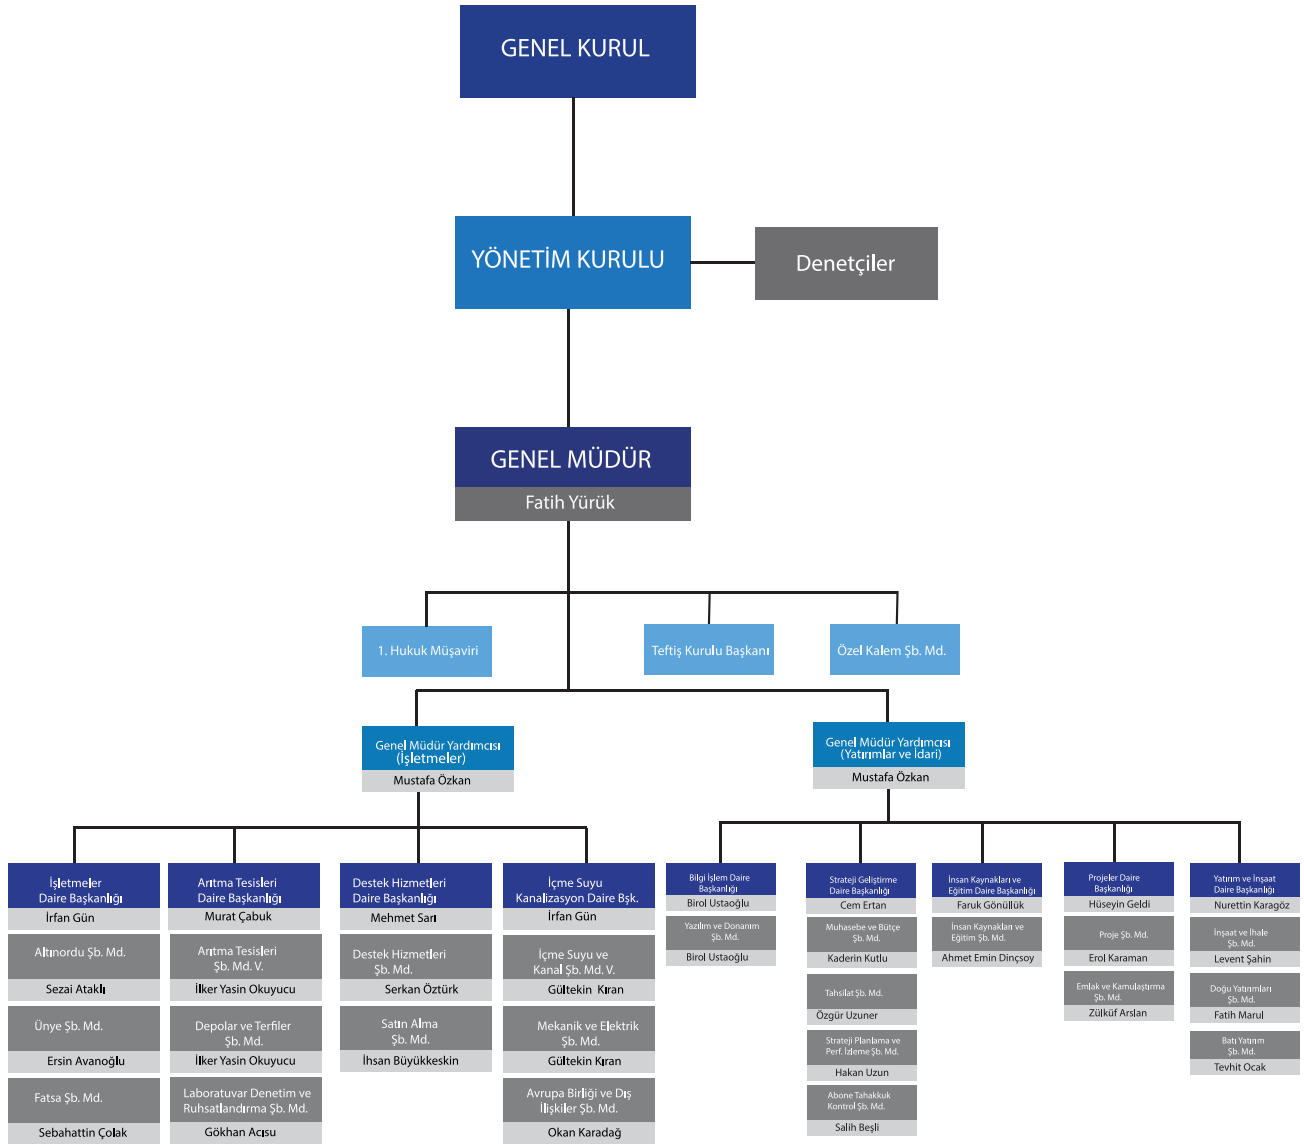 GENEL KURUL
YÖNETİM KURULU
Denetçiler
GENEL MÜDÜR
Fatih Yürük
1. Hukuk Müşaviri
Teftiş Kurulu Başkanı
Özel Kalem Şb. Md.
Genel Müdür Yardımcısı
(İşletmeler)
Mustafa Özkan
Genel Müdür Yardımcısı
(Yatırımlar ve İdari)
Mustafa Özkan
İşletmeler
Daire Başkanlığı
İrfan Gün
Altınordu Şb. Md.
Sezai Ataklı
Ünye Şb. Md.
Ersin Avanoğlu
Fatsa Şb. Md.
Sebahattin Çolak
Arıtma Tesisleri
Daire Başkanlığı
Murat Çabuk
Arıtma Tesisleri
Şb. Md. V.
İlker Yasin Okuyucu
Depolar ve Terfiler
Şb. Md.
İlker Yasin Okuyucu
Laboratuvar Denetim ve
Ruhsatlandırma Şb. Md.
Gökhan Acısu
Destek Hizmetleri
Daire Başkanlığı
Mehmet Sarı
Destek Hizmetleri
Şb. Md.
Serkan Öztürk
Satın Alma
Şb. Md.
İhsan Büyükkeskin
İçme Suyu
Kanalizasyon Daire Bşk.
İrfan Gün
İçme Suyu ve
Kanal Şb. Md. V.
Gültekin Kıran
Mekanik ve Elektrik
Şb. Md.
Gültekin Kıran
Avrupa Birliği ve Dış
İlişkiler Şb. Md.
Okan Karadağ
Bilgi İşlem Daire
Başkanlığı
Birol Ustaoğlu
Yazılım ve Donanım
Şb. Md.
Birol Ustaoğlu
Strateji Geliştirme
Daire Başkanlığı
Cem Ertan
Muhasebe ve Bütçe
Şb. Md.
Kaderin Kutlu
Tahsilat Şb. Md.
Özgür Uzuner
Strateji Planlama ve
Perf. İzleme Şb. Md.
Hakan Uzun
Abone Tahakkuk
Kontrol Şb. Md.
Salih Beşli
İnsan Kaynakları ve
Eğitim Daire Başkanlığı
Faruk Gönüllük
İnsan Kaynakları ve
Eğitim Şb. Md.
Ahmet Emin Dinçsoy
Projeler Daire
Başkanlığı
Hüseyin Geldi
Proje Şb. Md.
Erol Karaman
Emlak ve Kamulaştırma
Şb. Md.
Zülküf Arslan
Yatırım ve İnşaat
Daire Başkanlığı
Nurettin Karagöz
İnşaat ve İhale
Şb. Md.
Levent Şahin
Doğu Yatırımları
Şb. Md.
Fatih Marul
Batı Yatırım
Şb. Md.
Tevhit Ocak